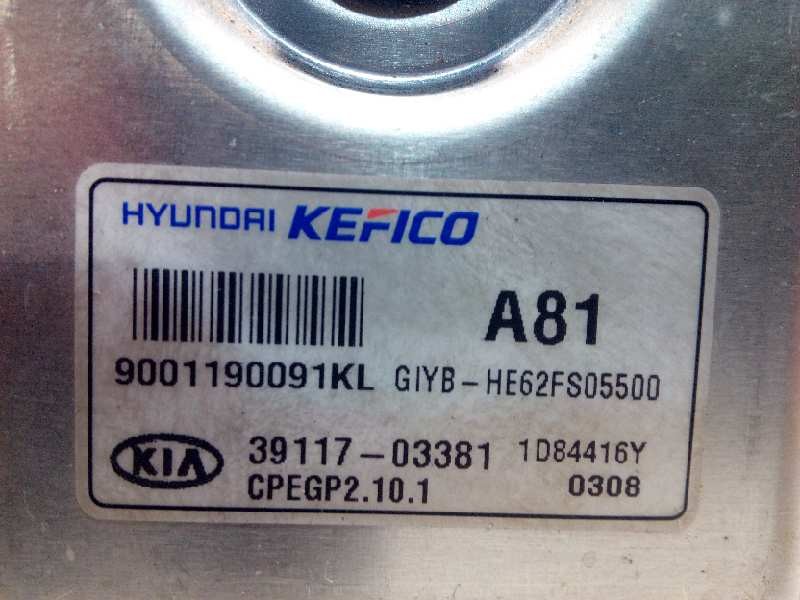 HYUNDAI KEFICO
A81
9001190091KL GIYB-HE62FS05500
KIA 39117-03381 1D84416Y
CPEGP2.10.1 0308